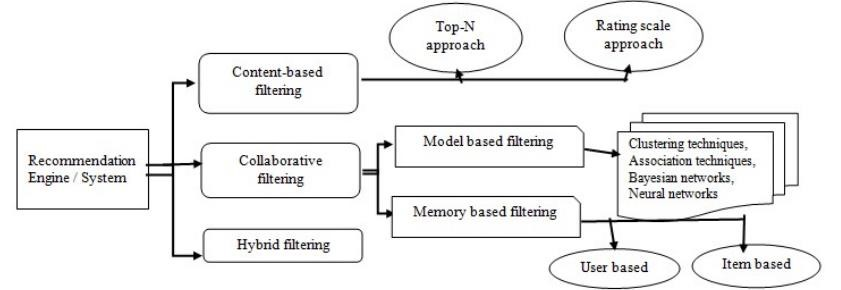 Top-N
approach
Rating scale
approach
Content-based
filtering
Recommendation
Engine / System
Collaborative
filtering
Model based filtering
Clustering techniques,
Association techniques,
Bayesian networks,
Neural networks
Memory based filtering
Hybrid filtering
User based
Item based